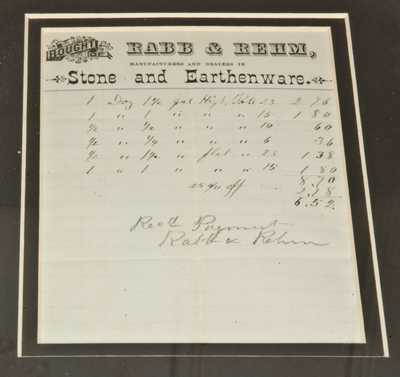 BOUGHT OF
RABB & REHM,
MANUFACTURERS AND DEALERS IN
Stone and Earthenware.
1 Doz 1½ gal High 23 2.76
1 " 1 " " " 15 1 80
½ " ½ " " " 10 60
½ " ¼ " " " 6 36
½ " 1½ " " flat " 23 1 38
1 " 1 " " " 15 1 80
25% off 8.70
2.18
6.52
Rec'd Payment
Rabb & Rehm